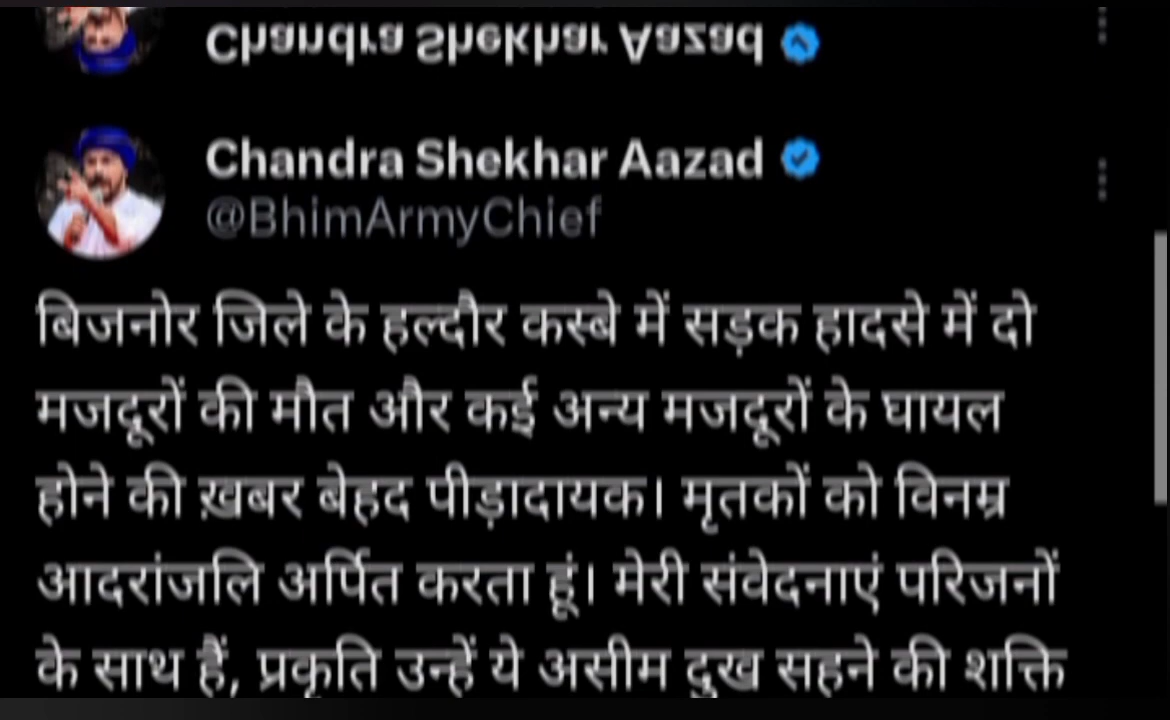 Chandra Shekhar Aazad
Chandra Shekhar Aazad
@BhimArmyChief
बिजनोर जिले के हल्दौर कस्बे में सड़क हादसे में दो
मजदूरों की मौत और कई अन्य मजदूरों के घायल
होने की ख़बर बेहद पीड़ादायक। मृतकों को विनम्र
आदरांजलि अर्पित करता हूं। मेरी संवेदनाएं परिजनों
के साथ हैं, प्रकृति उन्हें ये असीम दुख सहने की शक्ति